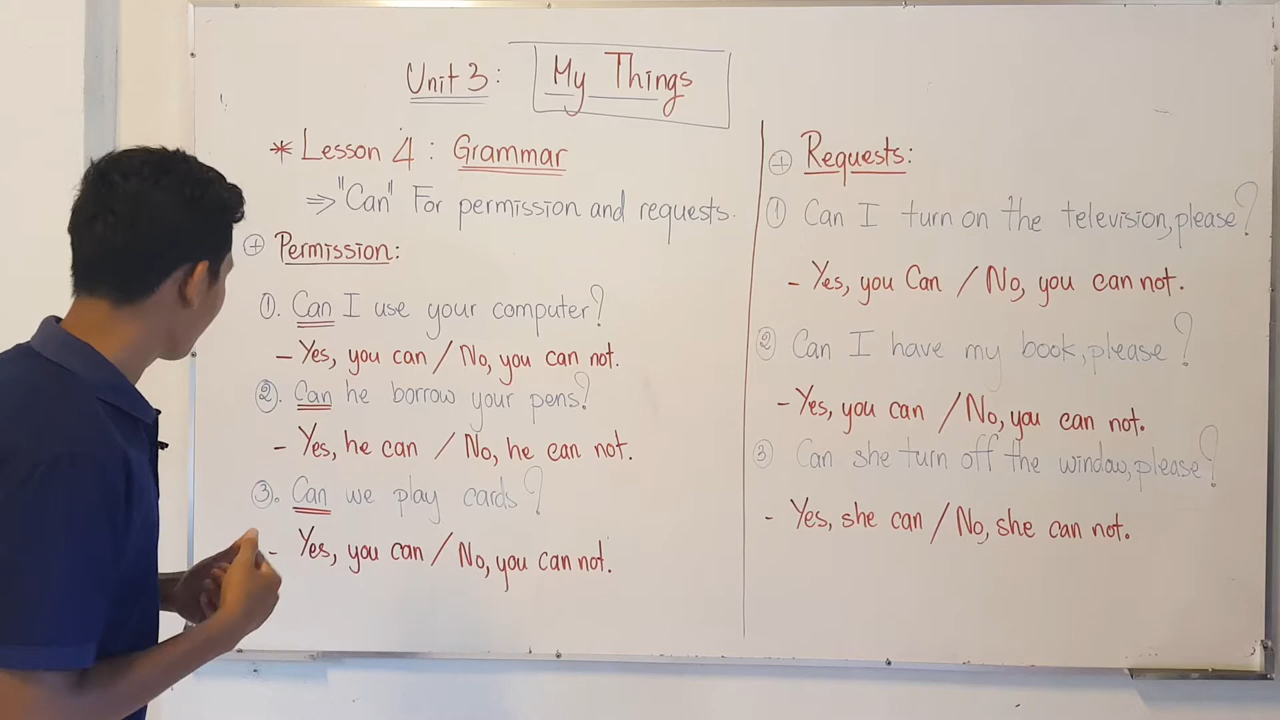 Unit 3: My Things
* Lesson 4: Grammar
⇒ "Can" For permission and requests.
⊕ Permission:
①. Can I use your computer?
- Yes, you can / No, you can not.
②. Can he borrow your pens?
- Yes, he can / No, he can not.
③. Can we play cards?
- Yes, you can / No, you can not.
⊕ Requests:
① Can I turn on the television, please?
- Yes, you Can / No, you can not.
② Can I have my book, please?
- Yes, you can / No, you can not.
③ Can she turn off the window, please?
- Yes, she can / No, she can not.